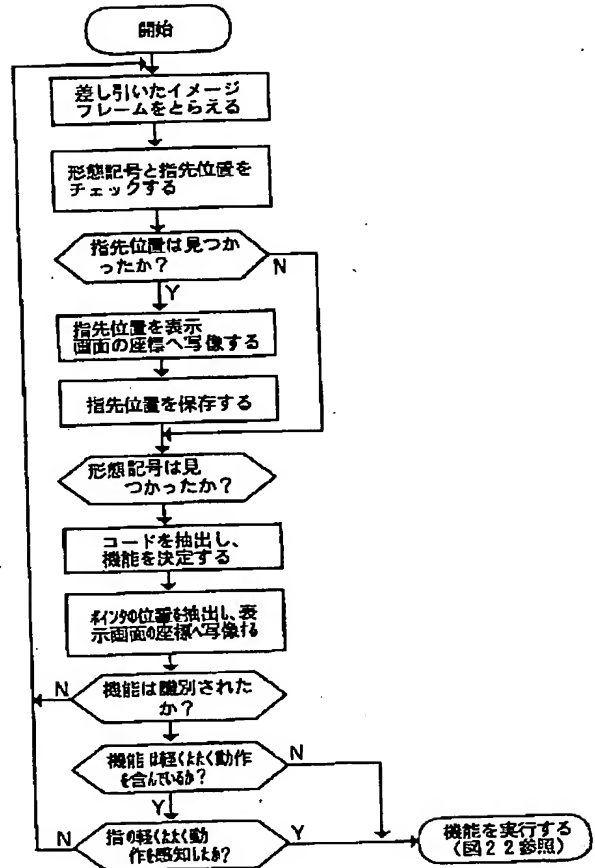 開始
差し引いたイメージ
フレームをとらえる
形態記号と指先位置を
チェックする
指先位置は見つか
ったか?
N
Y
指先位置を表示
画面の座標へ写像する
指先位置を保存する
形態記号は見
つかったか?
コードを抽出し、
機能を決定する
ポインタの位置を抽出し、表
示画面の座標へ写像する
N
機能は識別された
か?
機能は軽くたたく動作
を含んでいるか?
N
Y
N
指の軽くたたく動
作を感知したか?
Y
機能を実行する
(図22参照)